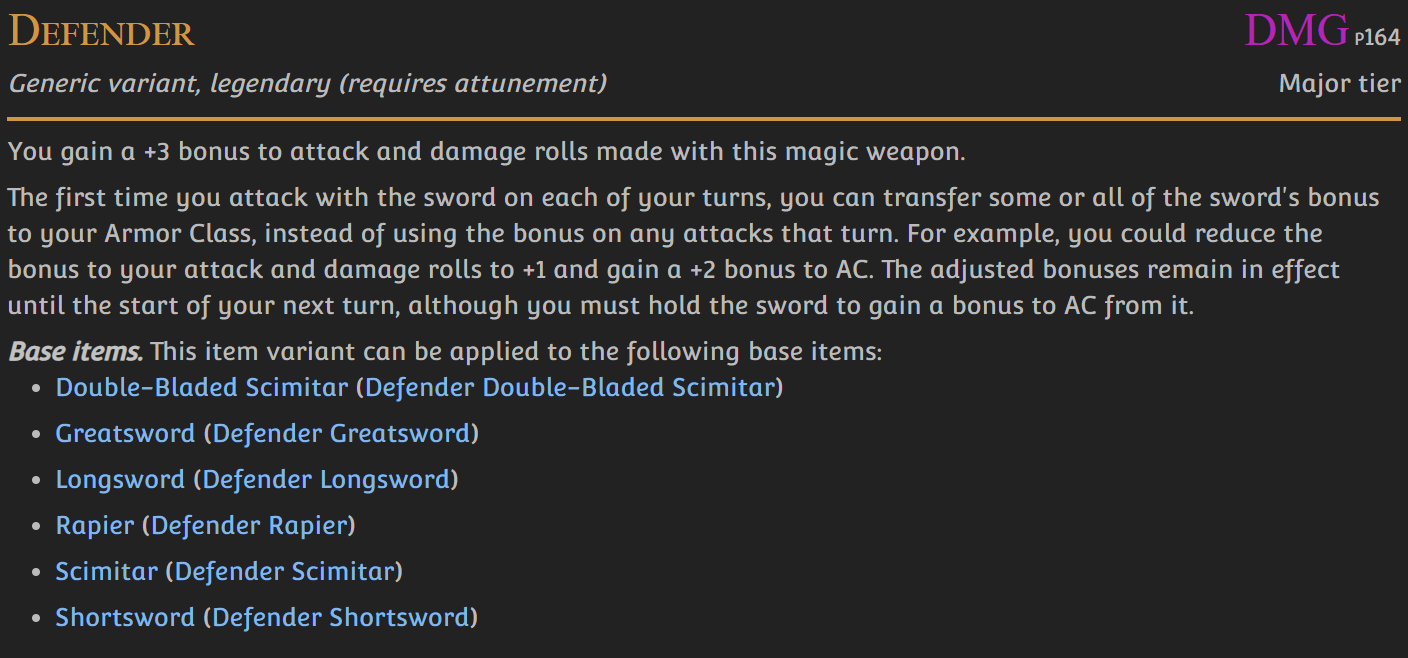 Defender DMG p164
Generic variant, legendary (requires attunement) Major tier
You gain a +3 bonus to attack and damage rolls made with this magic weapon.
The first time you attack with the sword on each of your turns, you can transfer some or all of the sword's bonus
to your Armor Class, instead of using the bonus on any attacks that turn. For example, you could reduce the
bonus to your attack and damage rolls to +1 and gain a +2 bonus to AC. The adjusted bonuses remain in effect
until the start of your next turn, although you must hold the sword to gain a bonus to AC from it.
Base items. This item variant can be applied to the following base items:
• Double-Bladed Scimitar (Defender Double-Bladed Scimitar)
• Greatsword (Defender Greatsword)
• Longsword (Defender Longsword)
• Rapier (Defender Rapier)
• Scimitar (Defender Scimitar)
• Shortsword (Defender Shortsword)